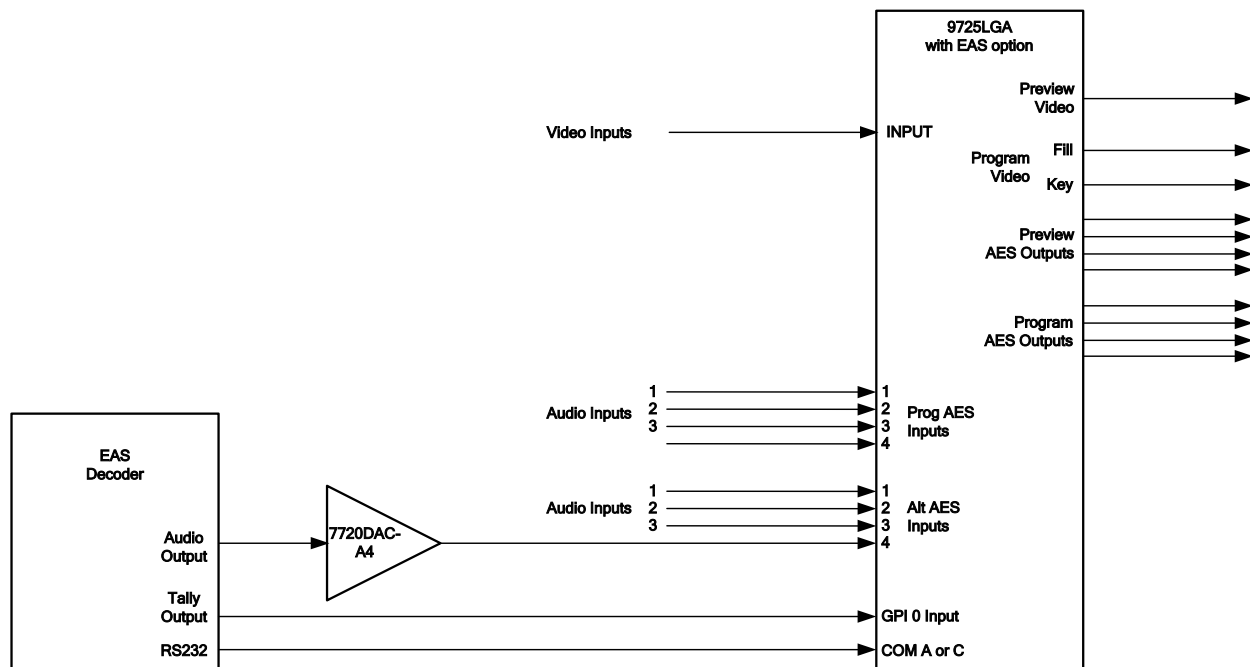 9725LGA
with EAS option
Preview
Video
Video Inputs
INPUT
Fill
Program
Video
Key
Preview
AES Outputs
Program
AES Outputs
1
2
3
Audio Inputs
1
2
3
4
Prog AES
Inputs
EAS
Decoder
1
2
3
Audio Inputs
1
2
3
4
Alt AES
Inputs
Audio
Output
7720DAC-
A4
Tally
Output
GPI 0 Input
RS232
COM A or C